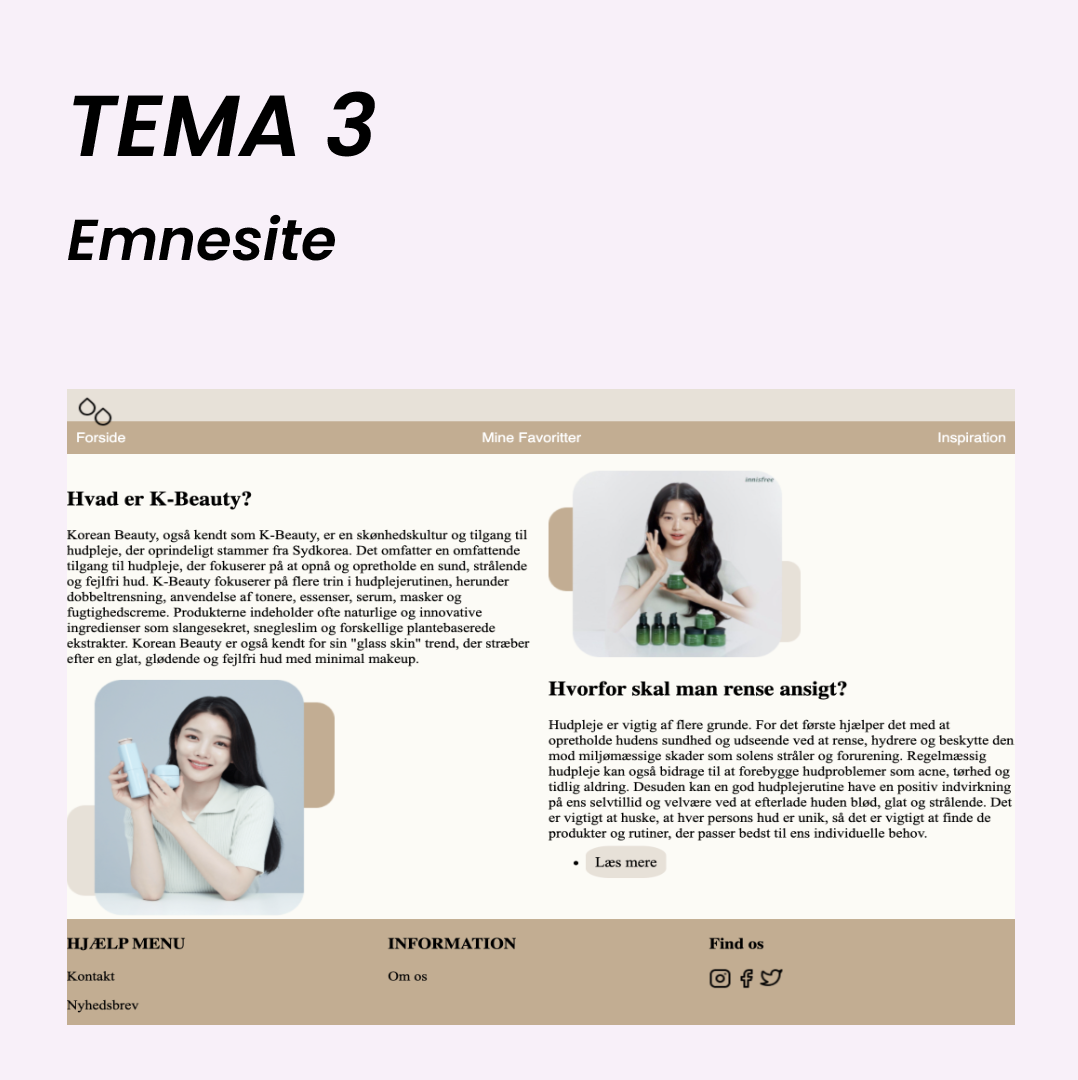 TEMA 3
Emnesite
Forside
Mine Favoritter
Inspiration
Hvad er K-Beauty?
Korean Beauty, også kendt som K-Beauty, er en skønhedskultur og tilgang til
hudpleje, der oprindeligt stammer fra Sydkorea. Det omfatter en omfattende
tilgang til hudpleje, der fokuserer på at opnå og opretholde en sund, strålende
og fejlfri hud. K-Beauty fokuserer på flere trin i hudplejerutinen, herunder
dobbeltrensning, anvendelse af tonere, essenser, serum, masker og
fugtighedscreme. Produkterne indeholder ofte naturlige og innovative
ingredienser som slangesekret, snegleslim og forskellige plantebaserede
ekstrakter. Korean Beauty er også kendt for sin "glass skin" trend, der stræber
efter en glat, glødende og fejlfri hud med minimal makeup.
innisfree
Hvorfor skal man rense ansigt?
Hudpleje er vigtig af flere grunde. For det første hjælper det med at
opretholde hudens sundhed og udseende ved at rense, hydrere og beskytte den
mod miljømæssige skader som solens stråler og forurening. Regelmæssig
hudpleje kan også bidrage til at forebygge hudproblemer som acne, tørhed og
tidlig aldring. Desuden kan en god hudplejerutine have en positiv indvirkning
på ens selvtillid og velvære ved at efterlade huden blød, glat og strålende. Det
er vigtigt at huske, at hver persons hud er unik, så det er vigtigt at finde de
produkter og rutiner, der passer bedst til ens individuelle behov.
• Læs mere
HJÆLP MENU
Kontakt
Nyhedsbrev
INFORMATION
Om os
Find os